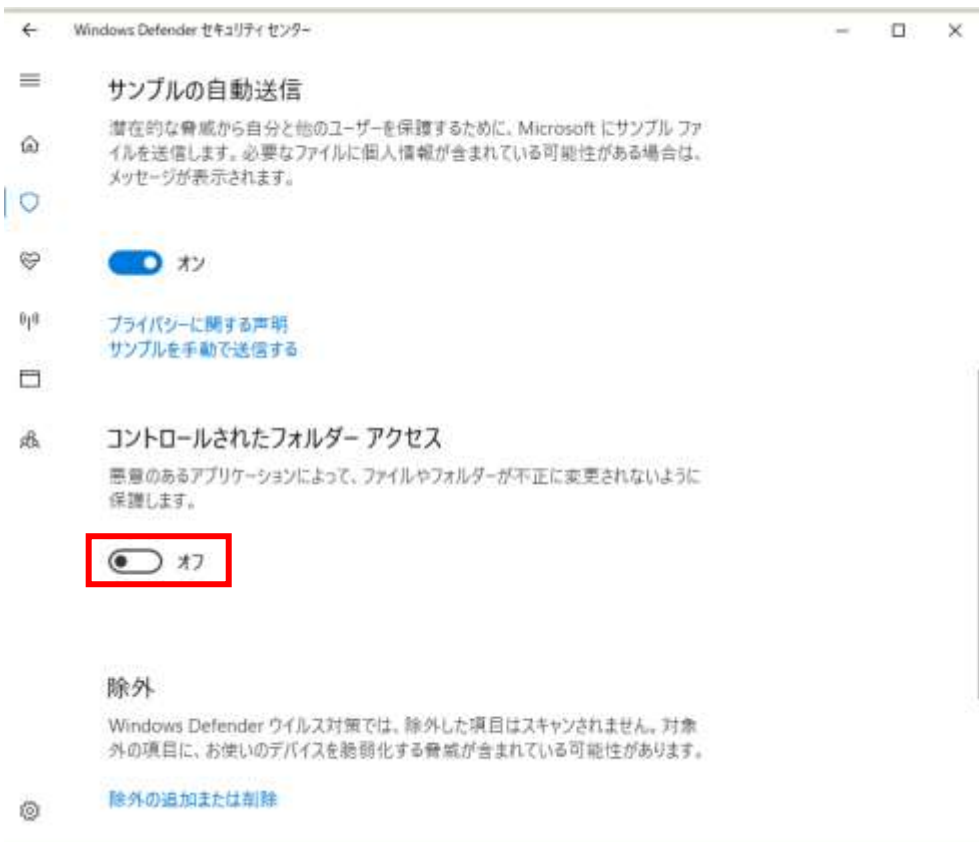 Windows Defender セキュリティ センター
サンプルの自動送信
潜在的な脅威から自分と他のユーザーを保護するために、Microsoft にサンプル ファ
イルを送信します。必要なファイルに個人情報が含まれている可能性がある場合は、
メッセージが表示されます。
オン
プライバシーに関する声明
サンプルを手動で送信する
コントロールされたフォルダー アクセス
悪意のあるアプリケーションによって、ファイルやフォルダーが不正に変更されないように
保護します。
オフ
除外
Windows Defender ウイルス対策では、除外した項目はスキャンされません。対象
外の項目に、お使いのデバイスを脆弱化する脅威が含まれている可能性があります。
除外の追加または削除